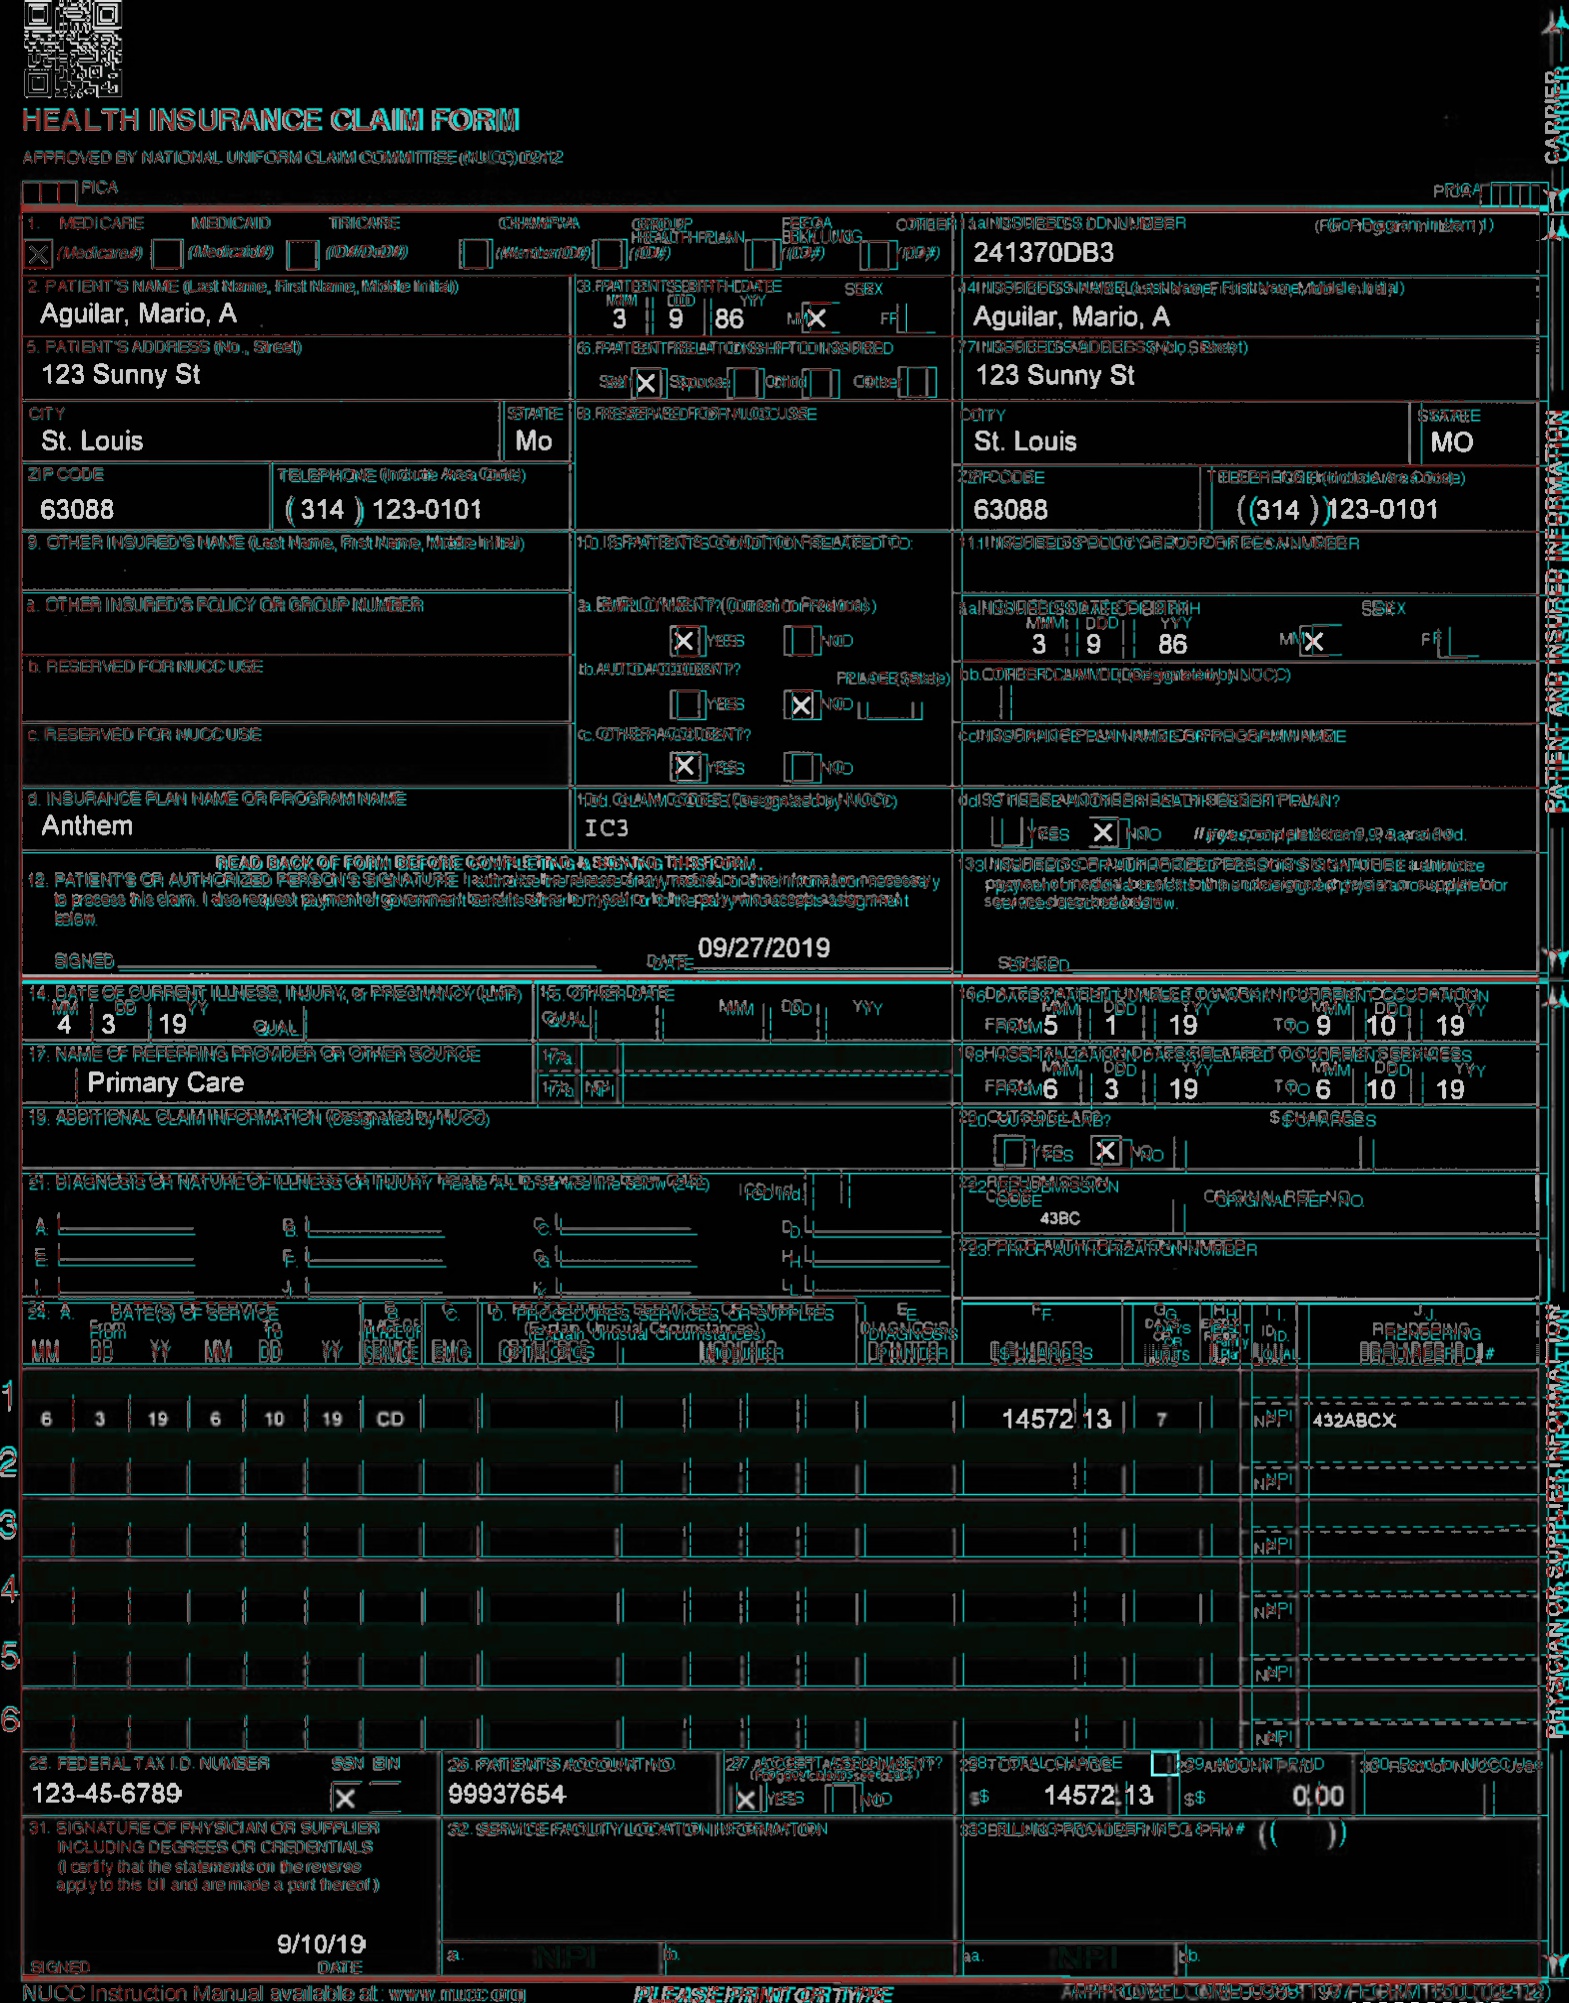 HEALTH INSURANCE CLAIM FORM
APPROVED BY NATIONAL UNIFORM CLAIM COMMITTEE (NUCC) 02/12
PICA
PICA
CARRIER
1. MEDICARE MEDICAID TRICARE CHAMPVA GROUP HEALTH PLAN FECA BLK LUNG OTHER
(Medicare#) (Medicaid#) (ID#/DoD#) (Member ID#) (ID#) (ID#) (ID#)
1a. INSURED'S I.D. NUMBER (For Program in Item 1)
241370DB3
2. PATIENT'S NAME (Last Name, First Name, Middle Initial)
Aguilar, Mario, A
3. PATIENT'S BIRTH DATE SEX
MM DD YY
3 9 86 M X F
4. INSURED'S NAME (Last Name, First Name, Middle Initial)
Aguilar, Mario, A
5. PATIENT'S ADDRESS (No., Street)
123 Sunny St
6. PATIENT RELATIONSHIP TO INSURED
Self X Spouse Child Other
7. INSURED'S ADDRESS (No., Street)
123 Sunny St
CITY STATE
St. Louis Mo
8. RESERVED FOR NUCC USE
CITY STATE
St. Louis MO
ZIP CODE TELEPHONE (Include Area Code)
63088 ( 314 ) 123-0101
ZIP CODE TELEPHONE (Include Area Code)
63088 (314 ) 123-0101
9. OTHER INSURED'S NAME (Last Name, First Name, Middle Initial)
10. IS PATIENT'S CONDITION RELATED TO:
11. INSURED'S POLICY GROUP OR FECA NUMBER
a. OTHER INSURED'S POLICY OR GROUP NUMBER
a. EMPLOYMENT? (Current or Previous)
X YES NO
a. INSURED'S DATE OF BIRTH SEX
MM DD YY
3 9 86 M X F
b. RESERVED FOR NUCC USE
b. AUTO ACCIDENT? PLACE (State)
YES X NO
b. OTHER CLAIM ID (Designated by NUCC)
c. RESERVED FOR NUCC USE
c. OTHER ACCIDENT?
X YES NO
c. INSURANCE PLAN NAME OR PROGRAM NAME
d. INSURANCE PLAN NAME OR PROGRAM NAME
Anthem
10d. CLAIM CODES (Designated by NUCC)
IC3
d. IS THERE ANOTHER HEALTH BENEFIT PLAN?
YES X NO If yes, complete items 9, 9a, and 9d.
PATIENT AND INSURED INFORMATION
READ BACK OF FORM BEFORE COMPLETING & SIGNING THIS FORM.
12. PATIENT'S OR AUTHORIZED PERSON'S SIGNATURE I authorize the release of any medical or other information necessary
to process this claim. I also request payment of government benefits either to myself or to the party who accepts assignment
below.
SIGNED DATE 09/27/2019
13. INSURED'S OR AUTHORIZED PERSON'S SIGNATURE I authorize
payment of medical benefits to the undersigned physician or supplier for
services described below.
SIGNED
14. DATE OF CURRENT ILLNESS, INJURY, or PREGNANCY (LMP)
MM DD YY
4 3 19 QUAL
15. OTHER DATE
QUAL MM DD YY
16. DATES PATIENT UNABLE TO WORK IN CURRENT OCCUPATION
MM DD YY MM DD YY
FROM 5 1 19 TO 9 10 19
17. NAME OF REFERRING PROVIDER OR OTHER SOURCE
Primary Care
17a.
NPI
18. HOSPITALIZATION DATES RELATED TO CURRENT SERVICES
MM DD YY MM DD YY
FROM 6 3 19 TO 6 10 19
19. ADDITIONAL CLAIM INFORMATION (Designated by NUCC)
20. OUTSIDE LAB? $ CHARGES
YES X NO
21. DIAGNOSIS OR NATURE OF ILLNESS OR INJURY Relate A-L to service line below (24E) ICD Ind.
A. B. C. D.
E. F. G. H.
I. J. K. L.
22. RESUBMISSION CODE ORIGINAL REF. NO.
43BC
23. PRIOR AUTHORIZATION NUMBER
24. A. DATE(S) OF SERVICE B. C. D. PROCEDURES, SERVICES, OR SUPPLIES E. F. G. H. I. J.
From To PLACE OF (Explain Unusual Circumstances) DIAGNOSIS DAYS ID. RENDERING
MM DD YY MM DD YY SERVICE EMG CPT/HCPCS MODIFIER POINTER $ CHARGES UNITS QUAL. PROVIDER ID. #
1
6 3 19 6 10 19 CD 14572 13 7 NPI 432ABCX
2
NPI
3
NPI
4
NPI
5
NPI
6
NPI
PHYSICIAN OR SUPPLIER INFORMATION
25. FEDERAL TAX I.D. NUMBER SSN EIN
123-45-6789 X
26. PATIENT'S ACCOUNT NO.
99937654
27. ACCEPT ASSIGNMENT?
(For govt. claims, see back)
X YES NO
28. TOTAL CHARGE
$ 14572 13
29. AMOUNT PAID
$ 0.00
30. Rsvd for NUCC Use
31. SIGNATURE OF PHYSICIAN OR SUPPLIER
INCLUDING DEGREES OR CREDENTIALS
(I certify that the statements on the reverse
apply to this bill and are made a part thereof.)
9/10/19
SIGNED DATE
32. SERVICE FACILITY LOCATION INFORMATION
a. NPI b.
33. BILLING PROVIDER INFO & PH # ( )
a. NPI b.
NUCC Instruction Manual available at: www.nucc.org
PLEASE PRINT OR TYPE